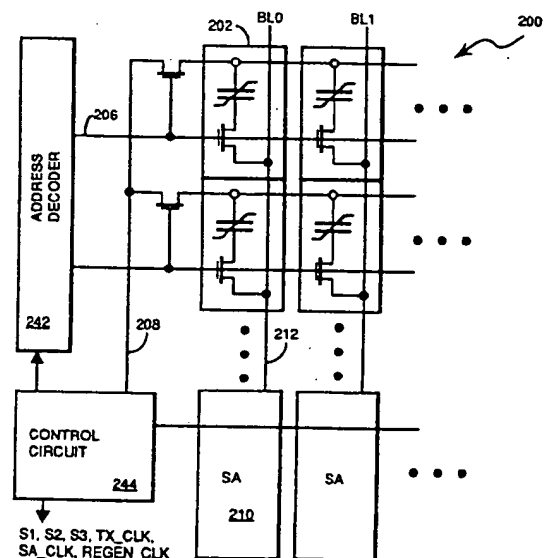 BL0
BL1
202
200
206
ADDRESS
DECODER
242
208
212
CONTROL
CIRCUIT
244
SA
210
SA
S1, S2, S3, TX_CLK,
SA_CLK, REGEN_CLK